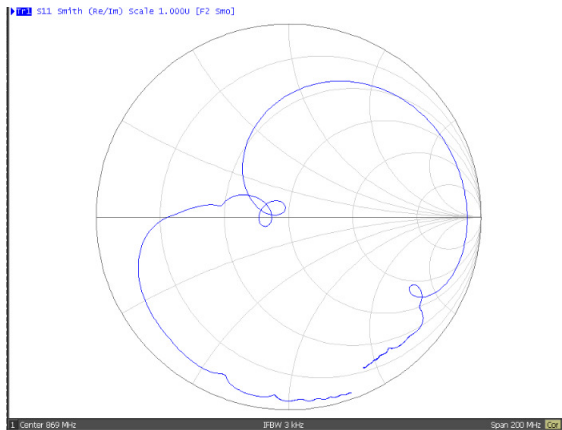 Tr1 S11 Smith (Re/Im) Scale 1.000U [F2 Smo]
1 Center 869 MHz IFBW 3 kHz Span 200 MHz Cor